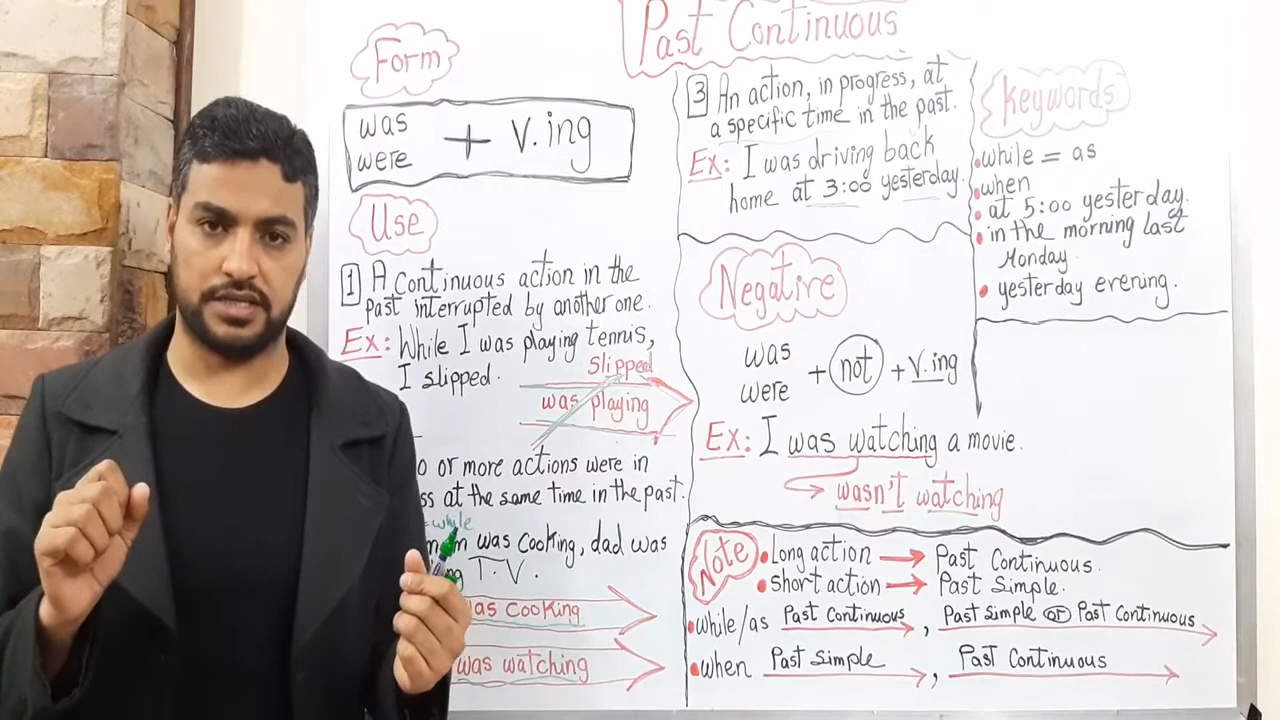 Past Continuous
Form
was
were
+ v.ing
Use
1 A continuous action in the
past interrupted by another one.
Ex: While I was playing tennis,
I slipped.
Slipped
was playing
o or more actions were in
ss at the same time in the past.
= while
mom was cooking, dad was
ng T.V.
as cooking
was watching
3 An action, in progress, at
a specific time in the past.
Ex: I was driving back
home at 3:00 yesterday.
Negative
was
were
+ not + v.ing
Ex: I was watching a movie.
wasn't watching
Keywords
while = as
when
at 5:00 yesterday.
in the morning last
Monday.
yesterday evening.
Note
Long action → Past Continuous.
short action → Past Simple.
while/as Past Continuous, Past simple or Past Continuous
when Past simple, Past Continuous